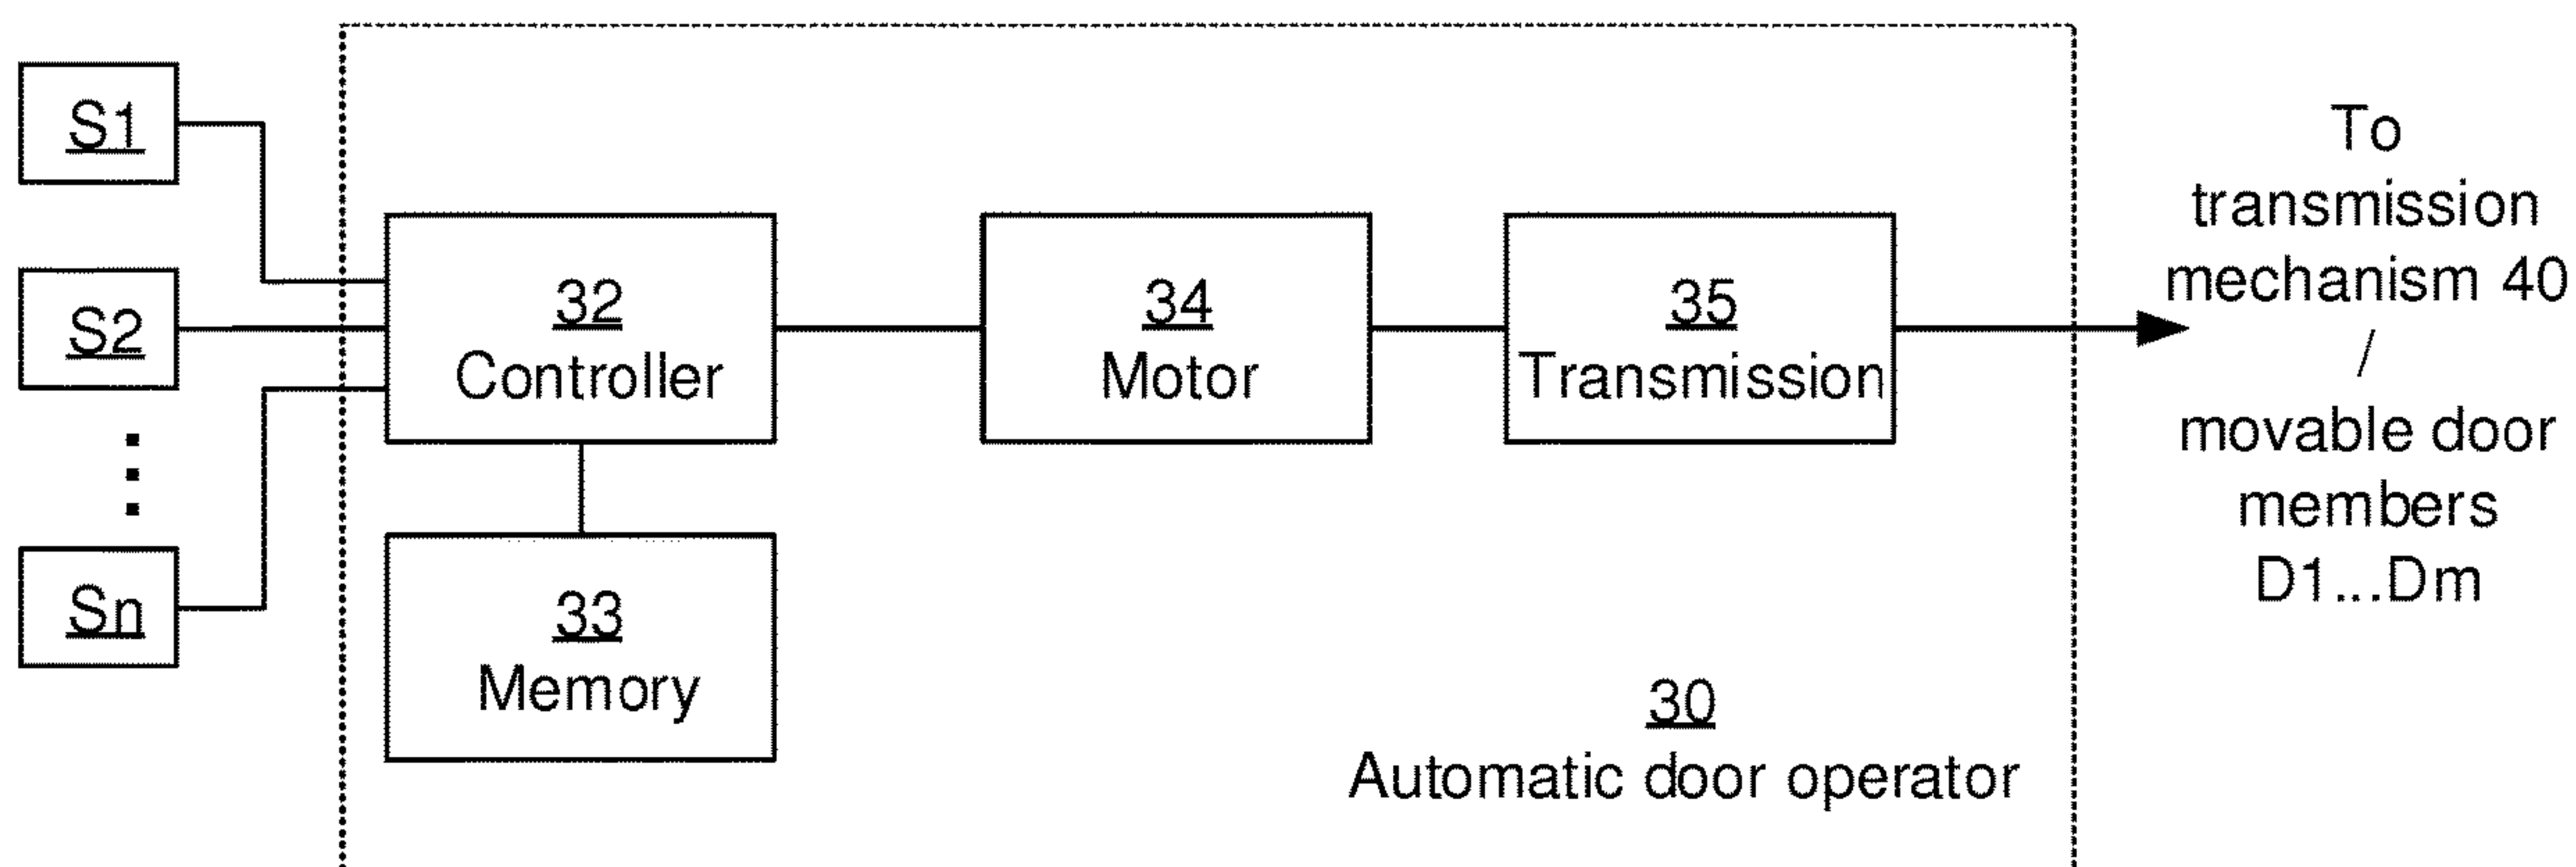 S1
S2
Sn
32
Controller
33
Memory
34
Motor
35
Transmission
30
Automatic door operator
To
transmission
mechanism 40
/
movable door
members
D1...Dm